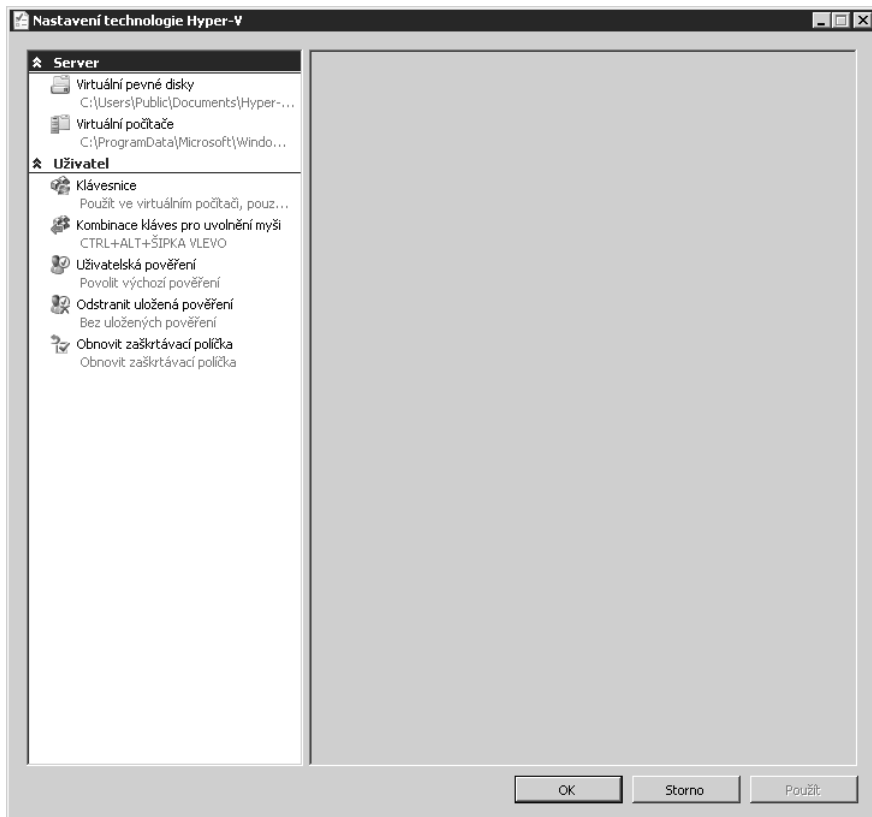 Nastavení technologie Hyper-V
Server
Virtuální pevné disky
C:\Users\Public\Documents\Hyper-...
Virtuální počítače
C:\ProgramData\Microsoft\Windo...
Uživatel
Klávesnice
Použít ve virtuálním počítači, pouz...
Kombinace kláves pro uvolnění myši
CTRL+ALT+ŠIPKA VLEVO
Uživatelská pověření
Povolit výchozí pověření
Odstranit uložená pověření
Bez uložených pověření
Obnovit zaškrtávací políčka
Obnovit zaškrtávací políčka
OK
Storno
Použít